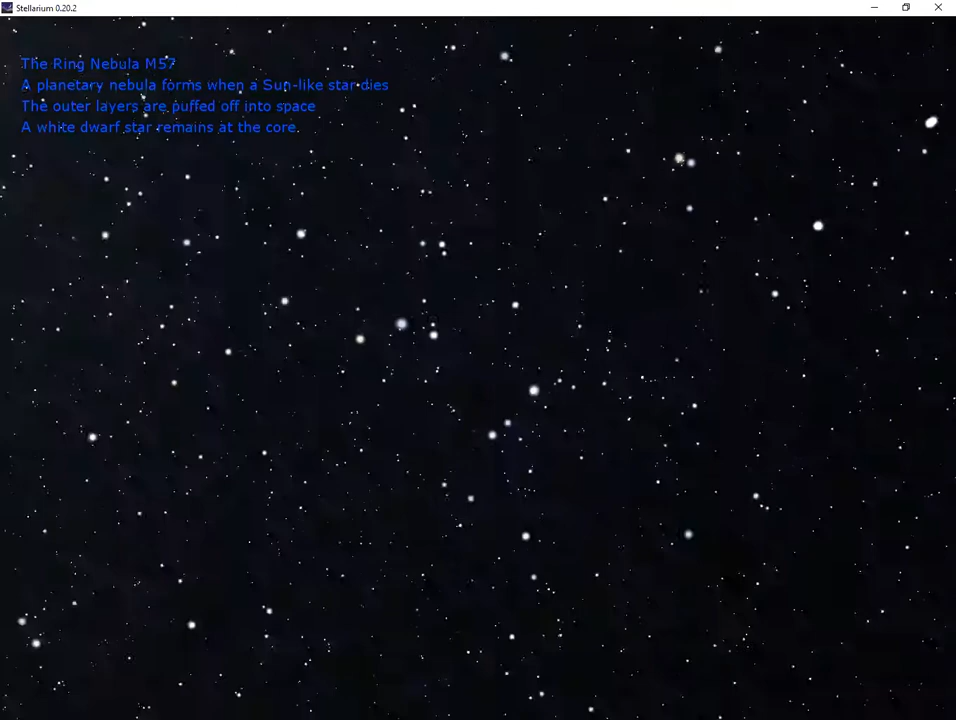 Stellarium 0.20.2
The Ring Nebula M57
A planetary nebula forms when a Sun-like star dies
The outer layers are puffed off into space
A white dwarf star remains at the core.